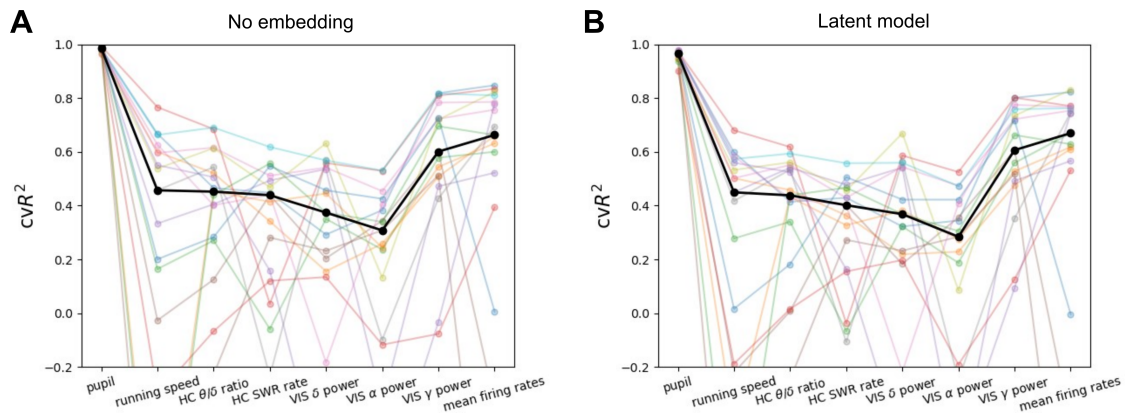 A
No embedding
cvR²
1.0
0.8
0.6
0.4
0.2
0.0
−0.2
pupil
running speed
HC θ/δ ratio
HC SWR rate
VIS δ power
VIS α power
VIS γ power
mean firing rates
B
Latent model
cvR²
1.0
0.8
0.6
0.4
0.2
0.0
−0.2
pupil
running speed
HC θ/δ ratio
HC SWR rate
VIS δ power
VIS α power
VIS γ power
mean firing rates